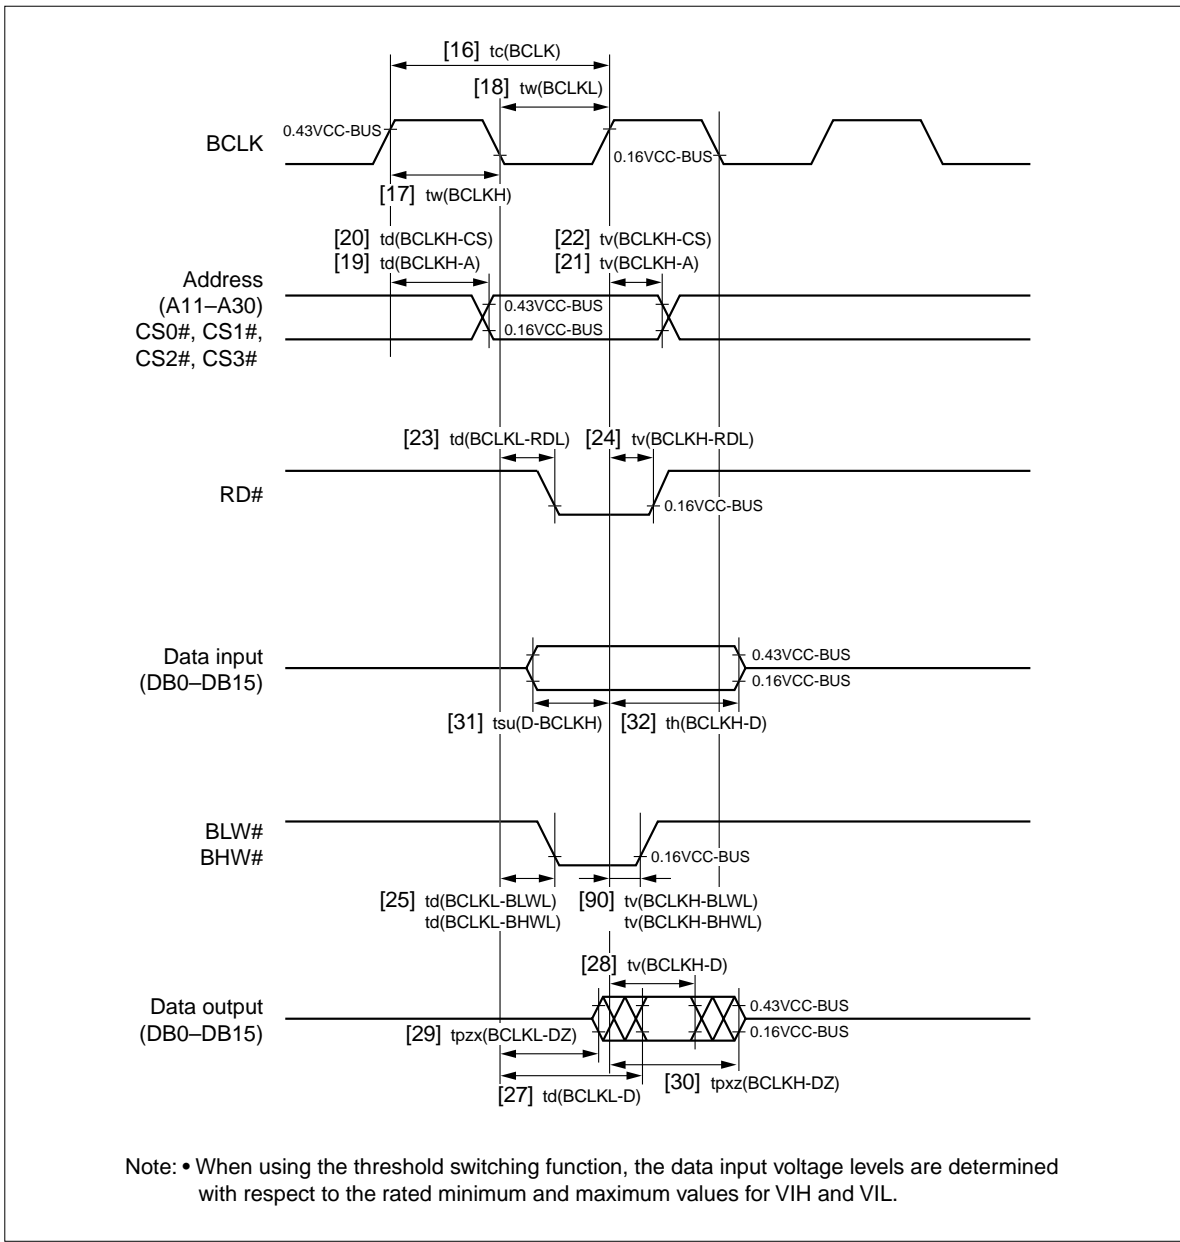 [16] tc(BCLK)
[18] tw(BCLKL)
0.43VCC-BUS
BCLK
0.16VCC-BUS
[17] tw(BCLKH)
[20] td(BCLKH-CS)
[22] tv(BCLKH-CS)
[19] td(BCLKH-A)
[21] tv(BCLKH-A)
Address
(A11–A30)
CS0#, CS1#,
CS2#, CS3#
0.43VCC-BUS
0.16VCC-BUS
[23] td(BCLKL-RDL)
[24] tv(BCLKH-RDL)
RD#
0.16VCC-BUS
Data input
(DB0–DB15)
0.43VCC-BUS
0.16VCC-BUS
[31] tsu(D-BCLKH)
[32] th(BCLKH-D)
BLW#
BHW#
0.16VCC-BUS
[25] td(BCLKL-BLWL)
td(BCLKL-BHWL)
[90] tv(BCLKH-BLWL)
tv(BCLKH-BHWL)
[28] tv(BCLKH-D)
Data output
(DB0–DB15)
0.43VCC-BUS
0.16VCC-BUS
[29] tpzx(BCLKL-DZ)
[30] tpxz(BCLKH-DZ)
[27] td(BCLKL-D)
Note: • When using the threshold switching function, the data input voltage levels are determined
with respect to the rated minimum and maximum values for VIH and VIL.